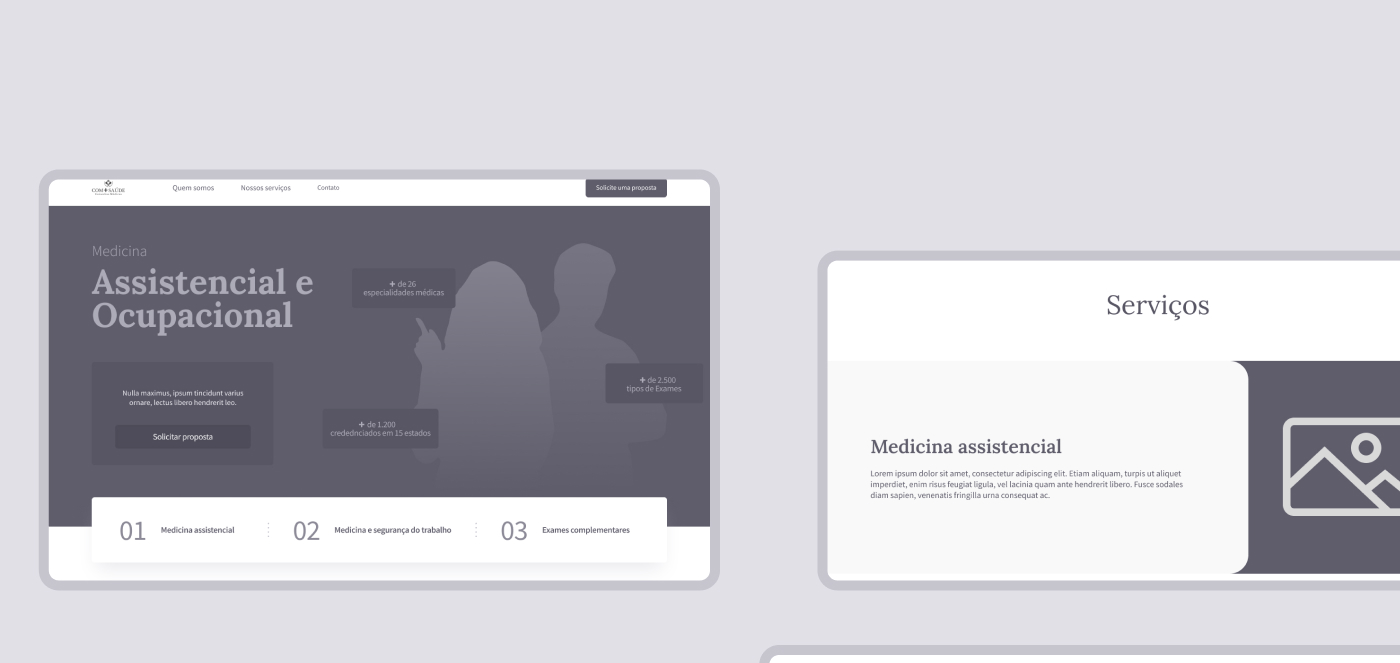 COM SAÚDE
Quem somos
Nossos serviços
Contato
Solicite uma proposta
Medicina
Assistencial e
Ocupacional
+ de 26
especialidades médicas
+ de 2.500
tipos de Exames
+ de 1.200
credednciados em 15 estados
Nulla maximus, ipsum tincidunt varius
ornare, lectus libero hendrerit leo.
Solicitar proposta
01 Medicina assistencial
02 Medicina e segurança do trabalho
03 Exames complementares
Serviços
Medicina assistencial
Lorem ipsum dolor sit amet, consectetur adipiscing elit. Etiam aliquam, turpis ut aliquet
imperdiet, enim risus feugiat ligula, vel lacinia quam ante hendrerit libero. Fusce sodales
diam sapien, venenatis fringilla urna consequat ac.